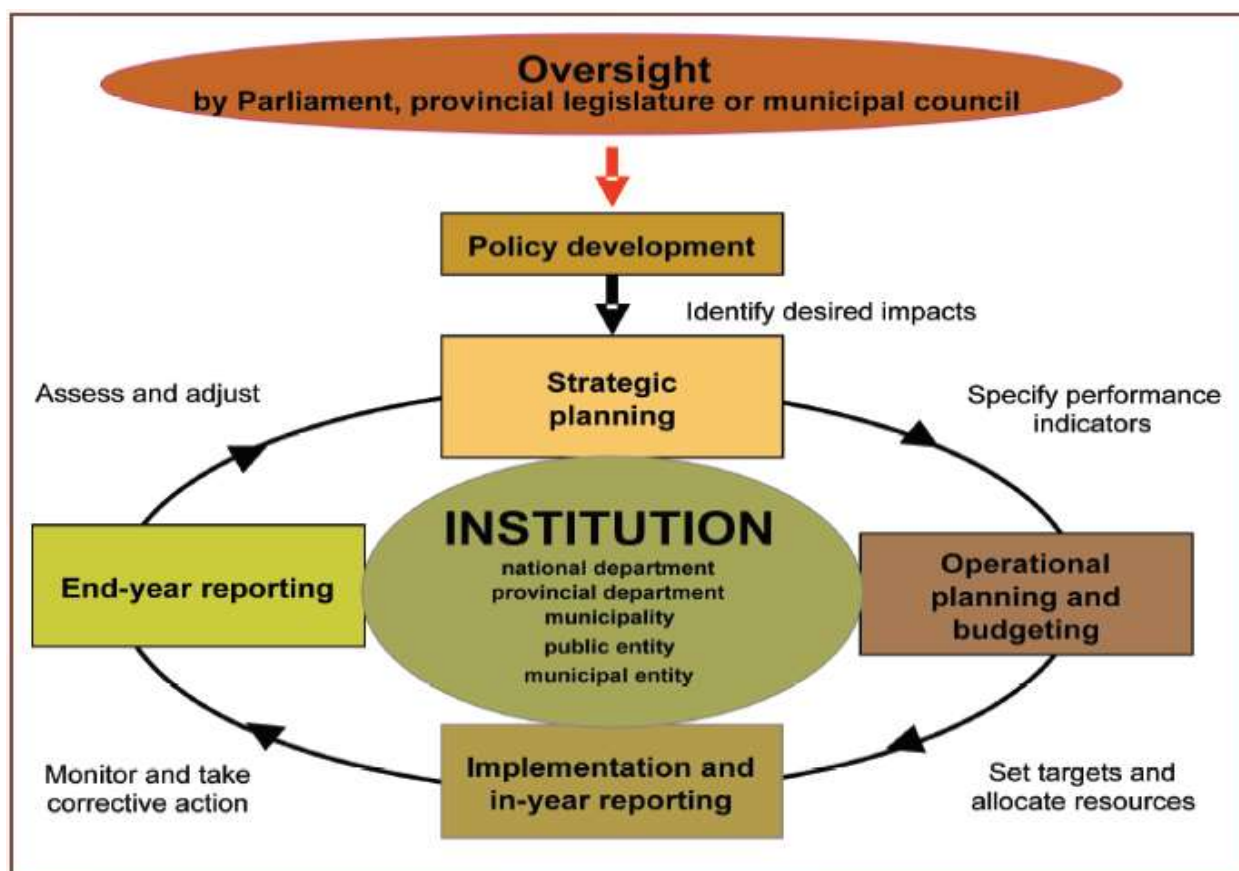 Oversight
by Parliament, provincial legislature or municipal council
Policy development
Identify desired impacts
Strategic
planning
Assess and adjust
Specify performance
indicators
INSTITUTION
national department
provincial department
municipality
public entity
municipal entity
End-year reporting
Operational
planning and
budgeting
Implementation and
in-year reporting
Monitor and take
corrective action
Set targets and
allocate resources